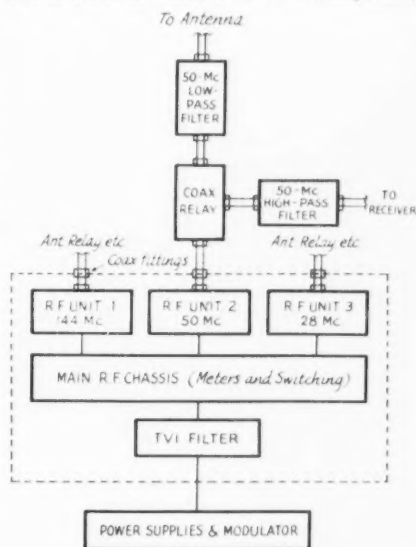 To Antenna
50-Mc
LOW-
PASS
FILTER
COAX
RELAY
50-Mc
HIGH-PASS
FILTER
TO
RECEIVER
Ant Relay etc
Coax fittings
Ant Relay etc
R F UNIT 1
144 Mc
R F UNIT 2
50 Mc
R F UNIT 3
28 Mc
MAIN R F CHASSIS (Meters and Switching)
TVI FILTER
POWER SUPPLIES & MODULATOR